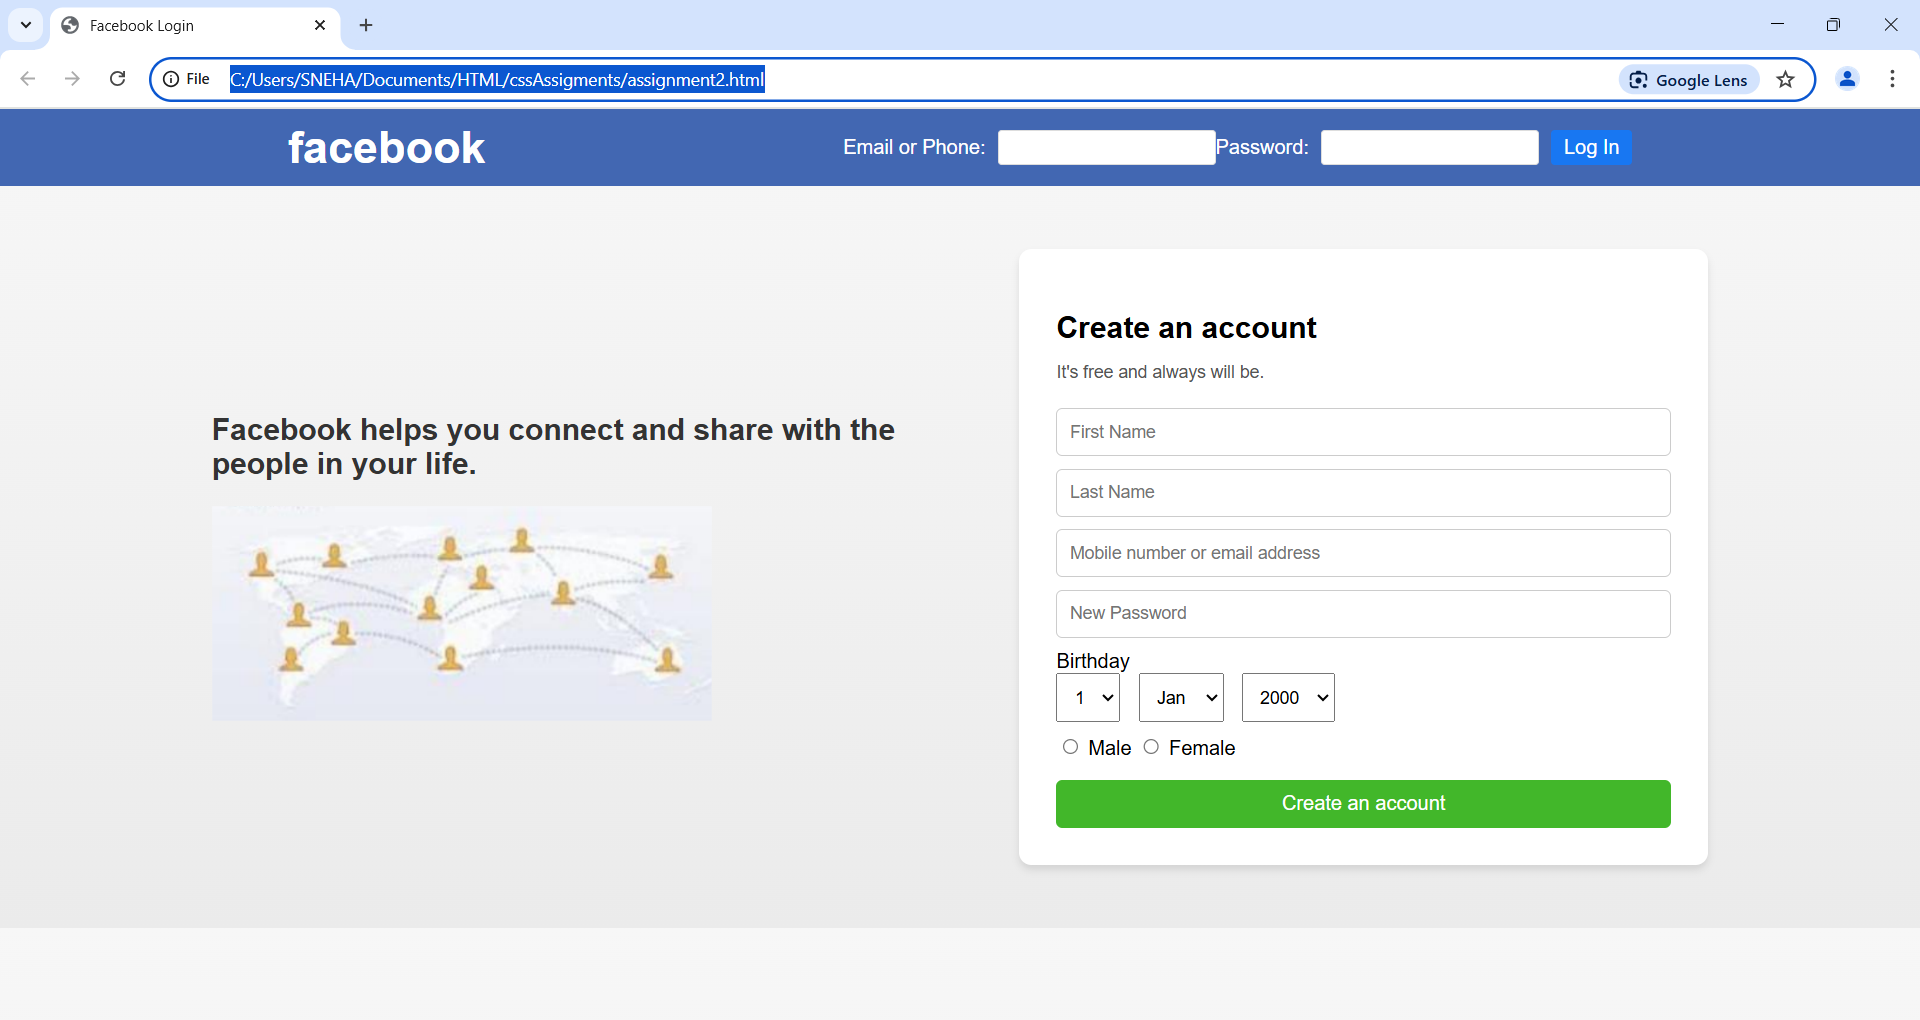 Facebook Login
File C:/Users/SNEHA/Documents/HTML/cssAssigments/assignment2.html Google Lens
facebook Email or Phone: Password: Log In
Create an account
It's free and always will be.
Facebook helps you connect and share with the
people in your life.
First Name
Last Name
Mobile number or email address
New Password
Birthday
1 Jan 2000
Male Female
Create an account